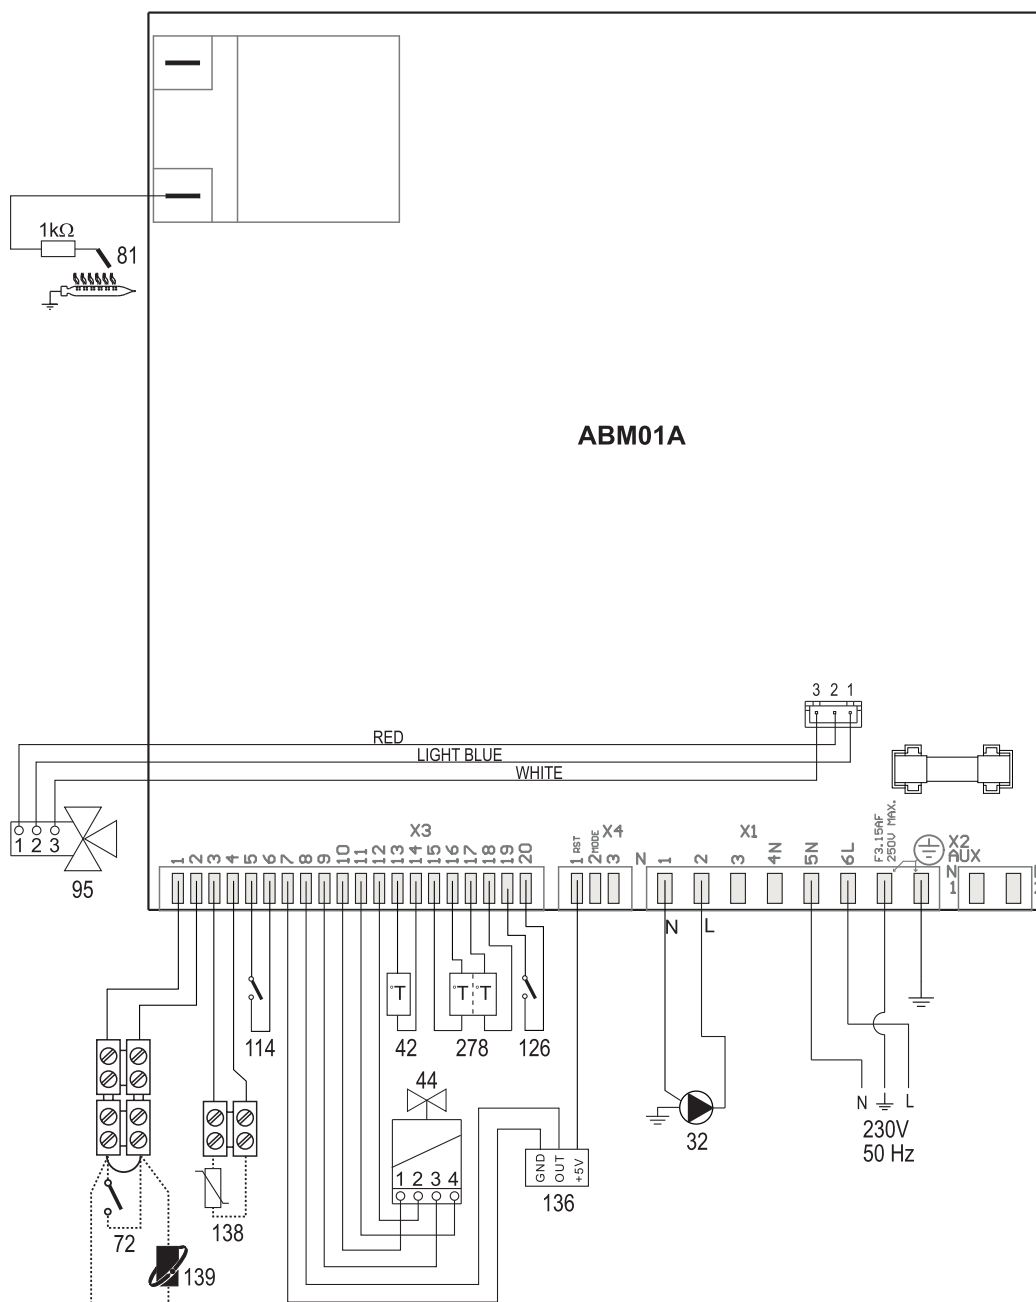 1kΩ
81
ABM01A
3 2 1
RED
LIGHT BLUE
WHITE
1 2 3
95
X3
1 2 3 4 5 6 7 8 9 10 11 12 13 14 15 16 17 18 19 20
X4
1 RST
2 MODE
3
N
X1
1 2 3 4N 5N 6L
F3.15AF
250V MAX.
X2
AUX
N
1
N L
°T
°T °T
114
42
278
126
44
1 2 3 4
GND
OUT
+5V
136
32
N L
230V
50 Hz
138
72
139